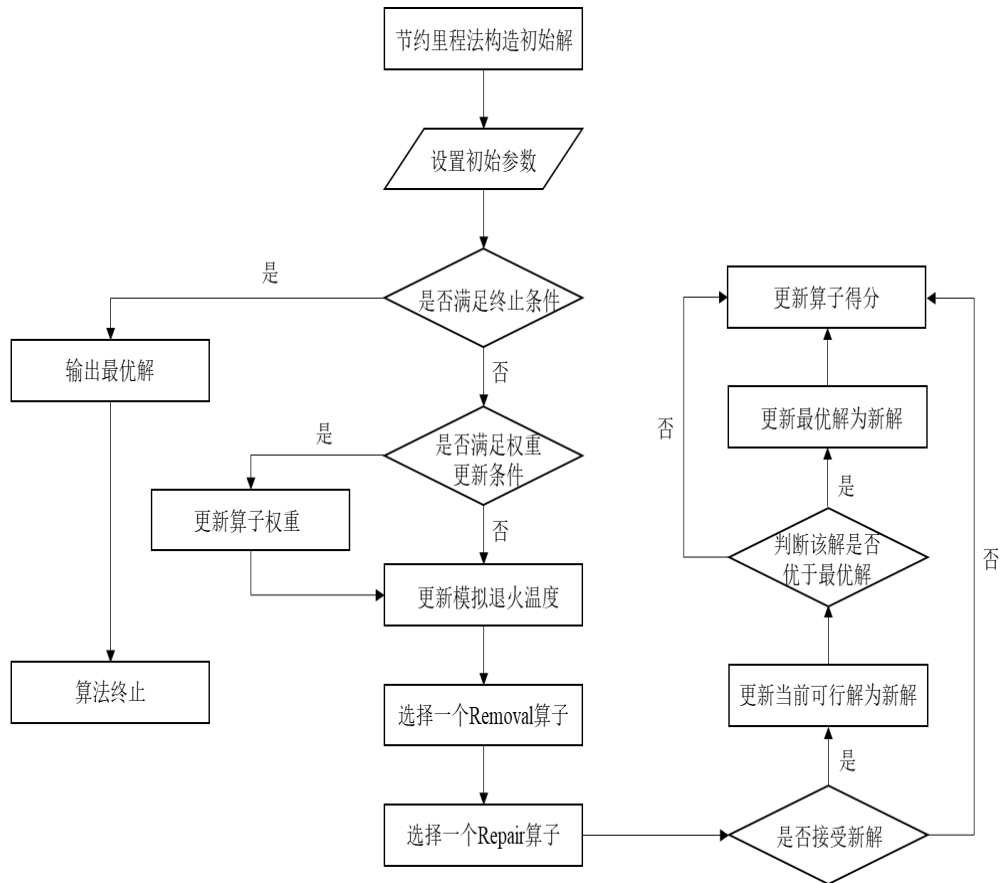 节约里程法构造初始解
设置初始参数
是否满足终止条件
是
输出最优解
算法终止
否
是否满足权重
更新条件
是
更新算子权重
否
更新模拟退火温度
选择一个Removal算子
选择一个Repair算子
是否接受新解
是
更新当前可行解为新解
判断该解是否
优于最优解
是
更新最优解为新解
更新算子得分
否
否